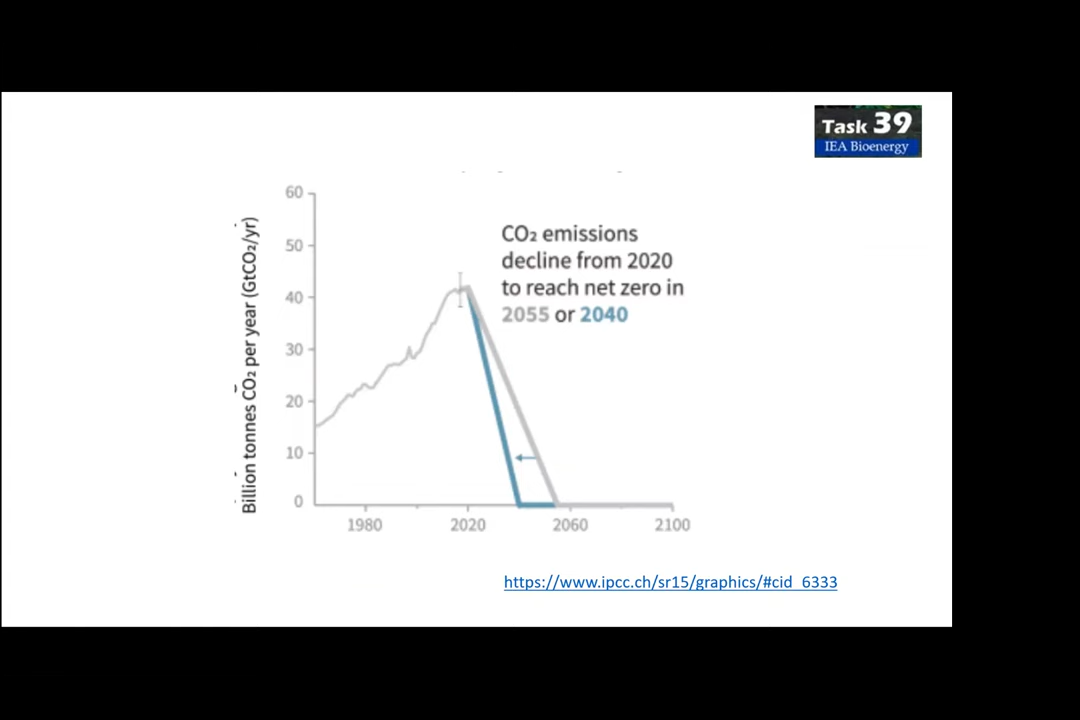 Task 39
IEA Bioenergy
Billion tonnes CO₂ per year (GtCO2/yr)
60
50
40
30
20
10
0
CO₂ emissions
decline from 2020
to reach net zero in
2055 or 2040
1980
2020
2060
2100
https://www.ipcc.ch/sr15/graphics/#cid_6333